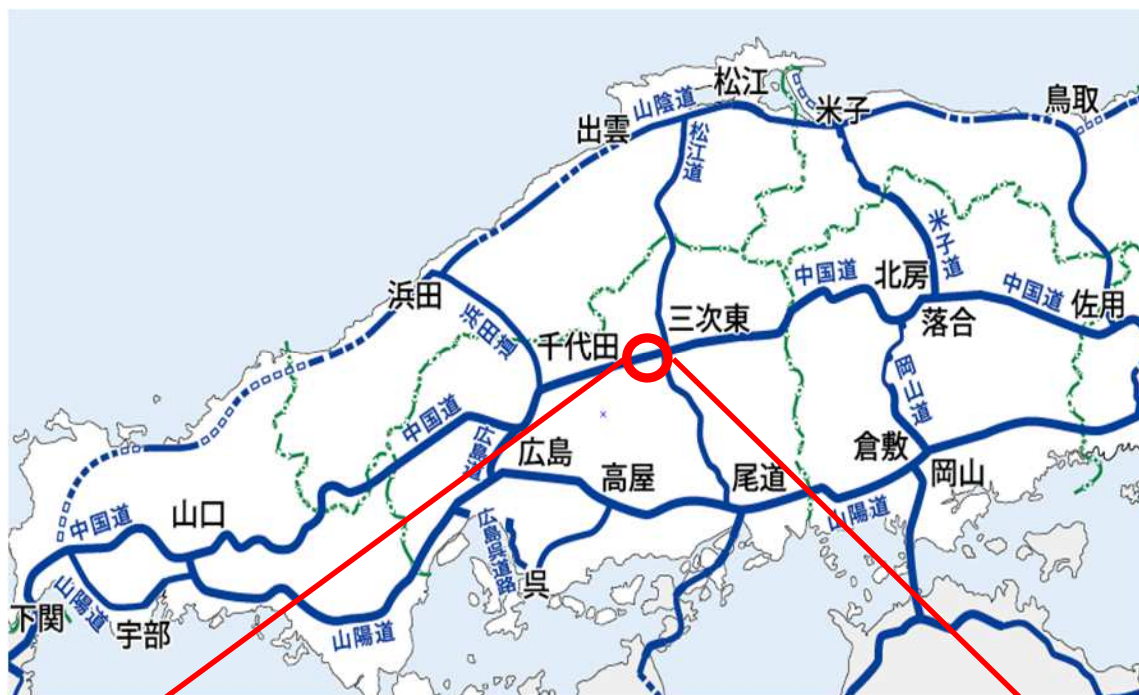 松江
米子
鳥取
山陰道
出雲
松江道
米子道
浜田
浜田道
千代田
三次東
中国道
北房
落合
中国道
佐用
岡山道
中国道
広島道
広島
高屋
尾道
倉敷
岡山
山陽道
山口
中国道
広島呉道路
呉
下関
山陽道
宇部
山陽道